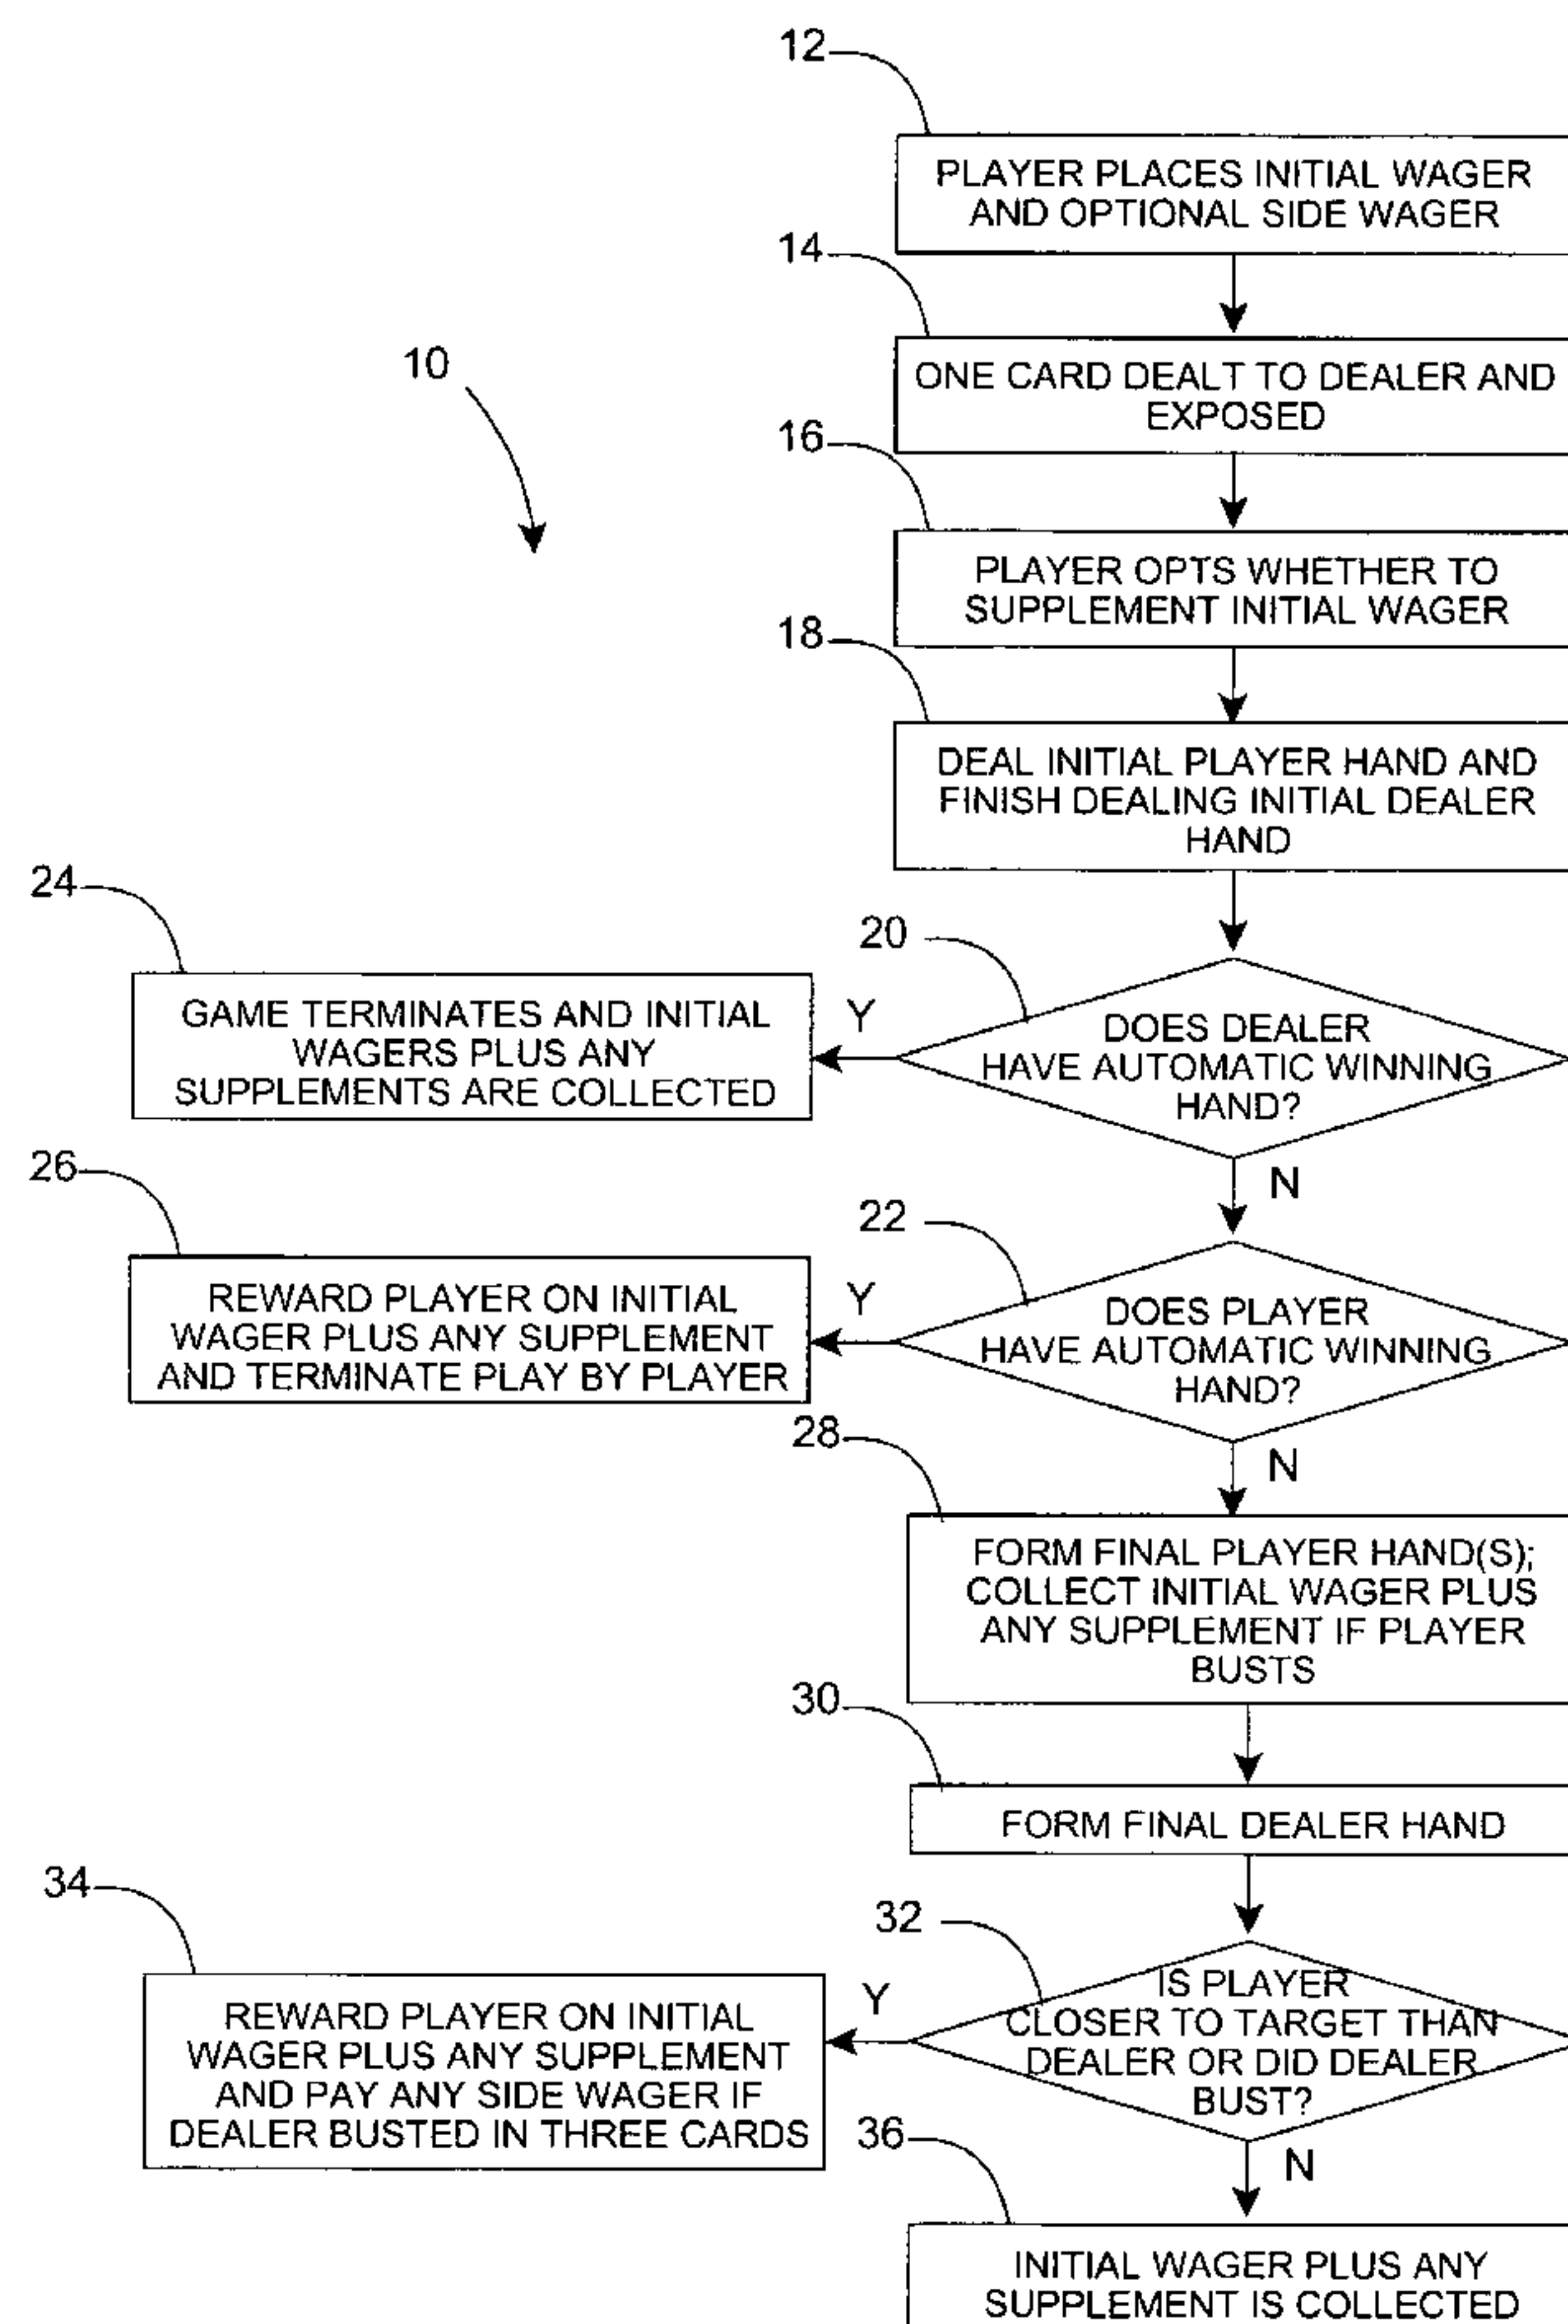 12
PLAYER PLACES INITIAL WAGER
AND OPTIONAL SIDE WAGER
14
ONE CARD DEALT TO DEALER AND
EXPOSED
10
16
PLAYER OPTS WHETHER TO
SUPPLEMENT INITIAL WAGER
18
DEAL INITIAL PLAYER HAND AND
FINISH DEALING INITIAL DEALER
HAND
20
DOES DEALER
HAVE AUTOMATIC WINNING
HAND?
Y
N
24
GAME TERMINATES AND INITIAL
WAGERS PLUS ANY
SUPPLEMENTS ARE COLLECTED
22
DOES PLAYER
HAVE AUTOMATIC WINNING
HAND?
Y
N
26
REWARD PLAYER ON INITIAL
WAGER PLUS ANY SUPPLEMENT
AND TERMINATE PLAY BY PLAYER
28
FORM FINAL PLAYER HAND(S);
COLLECT INITIAL WAGER PLUS
ANY SUPPLEMENT IF PLAYER
BUSTS
30
FORM FINAL DEALER HAND
32
IS PLAYER
CLOSER TO TARGET THAN
DEALER OR DID DEALER
BUST?
Y
N
34
REWARD PLAYER ON INITIAL
WAGER PLUS ANY SUPPLEMENT
AND PAY ANY SIDE WAGER IF
DEALER BUSTED IN THREE CARDS
36
INITIAL WAGER PLUS ANY
SUPPLEMENT IS COLLECTED